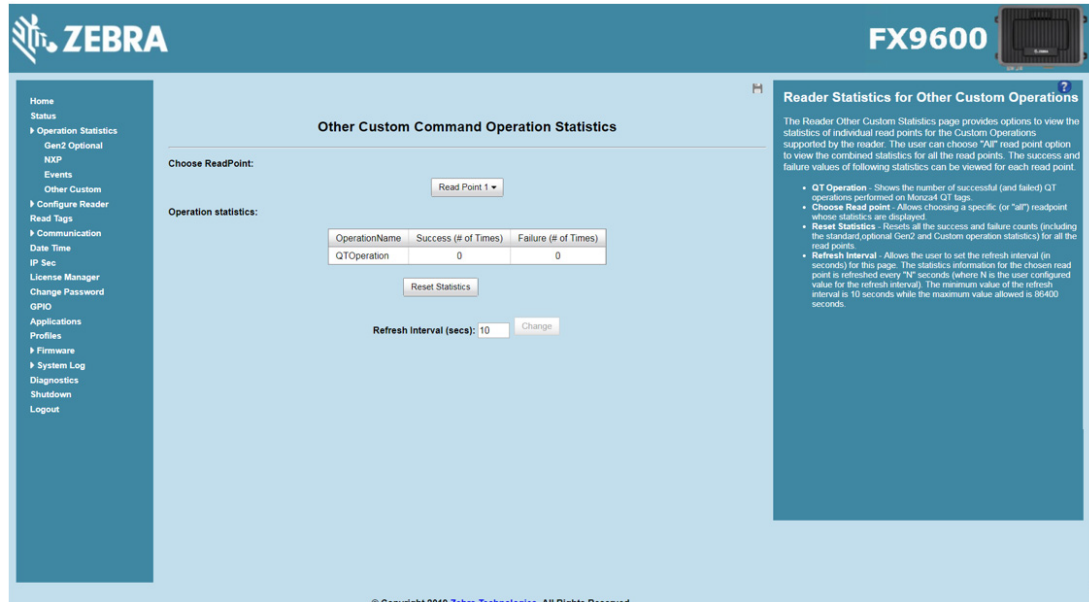 ZEBRA
FX9600
Home
Status
Operation Statistics
Gen2 Optional
NXP
Events
Other Custom
Configure Reader
Read Tags
Communication
Date Time
IP Sec
License Manager
Change Password
GPIO
Applications
Profiles
Firmware
System Log
Diagnostics
Shutdown
Logout
Other Custom Command Operation Statistics
Choose ReadPoint:
Read Point 1
Operation statistics:
OperationName Success (# of Times) Failure (# of Times)
QTOperation 0 0
Reset Statistics
Refresh Interval (secs): 10 Change
?
Reader Statistics for Other Custom Operations
The Reader Other Custom Statistics page provides options to view the
statistics of individual read points for the Custom Operations
supported by the reader. The user can choose "All" read point option
to view the combined statistics for all the read points. The success and
failure values of following statistics can be viewed for each read point.
• QT Operation - Shows the number of successful (and failed) QT
operations performed on Monza4 QT tags.
• Choose Read point - Allows choosing a specific (or "all") readpoint
whose statistics are displayed.
• Reset Statistics - Resets all the success and failure counts (including
the standard,optional Gen2 and Custom operation statistics) for all the
read points.
• Refresh Interval - Allows the user to set the refresh interval (in
seconds) for this page. The statistics information for the chosen read
point is refreshed every "N" seconds (where N is the user configured
value for the refresh interval). The minimum value of the refresh
interval is 10 seconds while the maximum value allowed is 86400
seconds.
© Copyright 2019 Zebra Technologies. All Rights Reserved